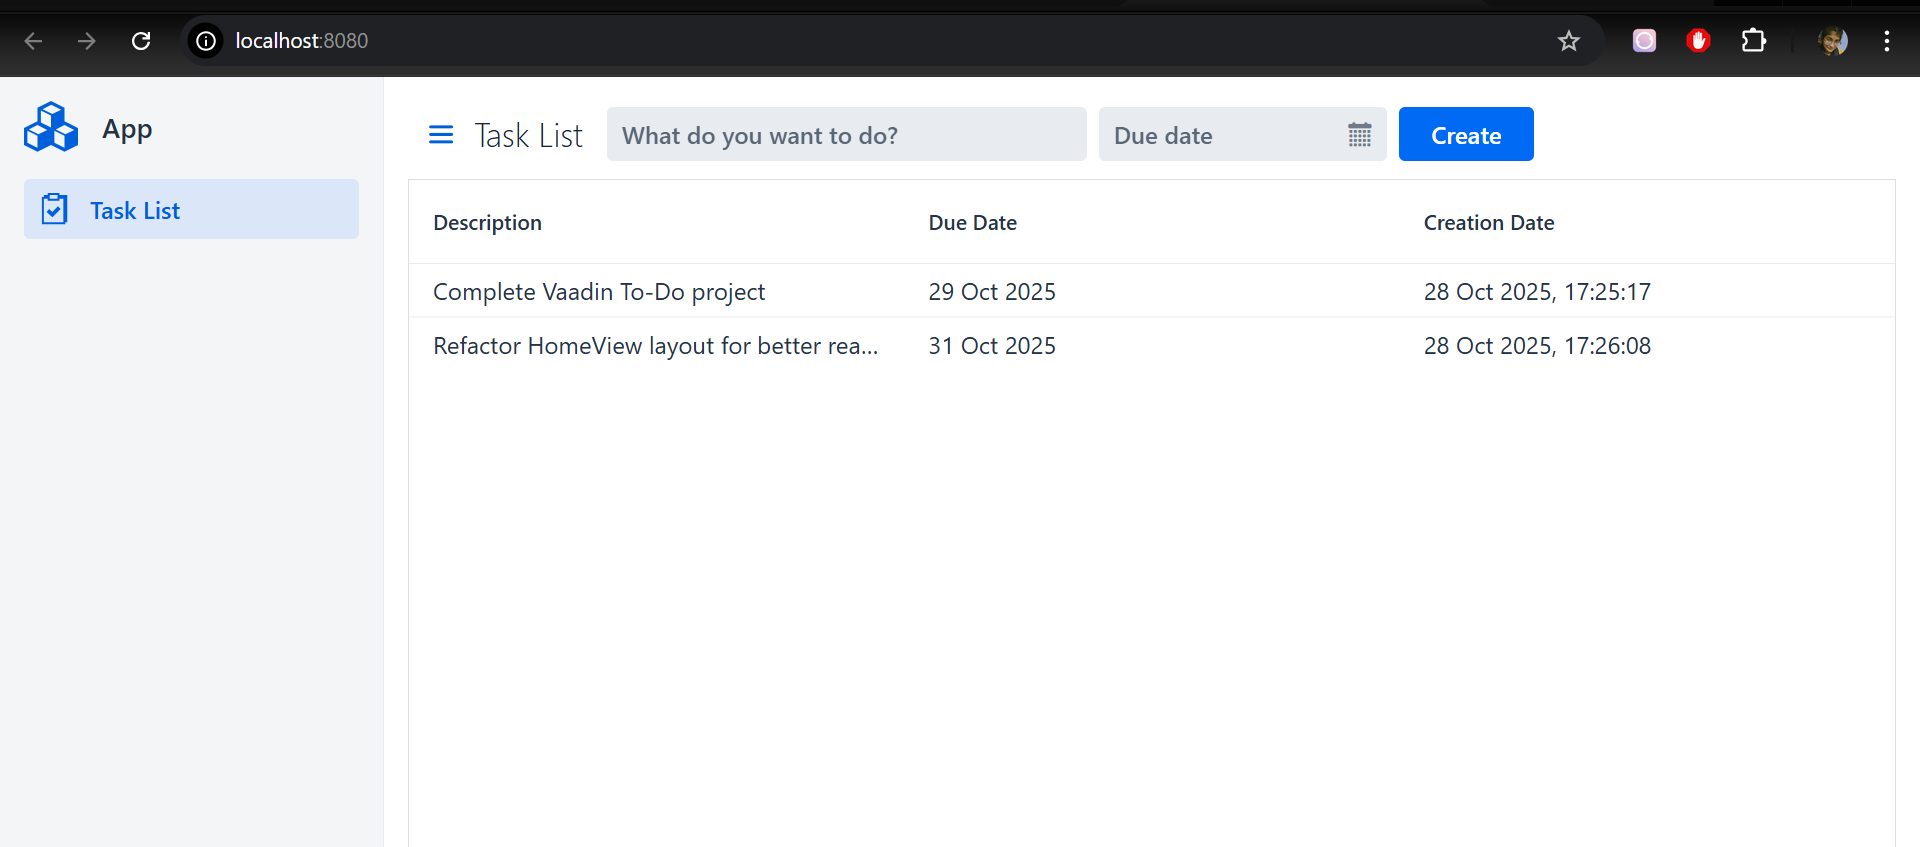 localhost:8080
App
Task List
Task List
What do you want to do?
Due date
Create
Description Due Date Creation Date
Complete Vaadin To-Do project 29 Oct 2025 28 Oct 2025, 17:25:17
Refactor HomeView layout for better rea... 31 Oct 2025 28 Oct 2025, 17:26:08